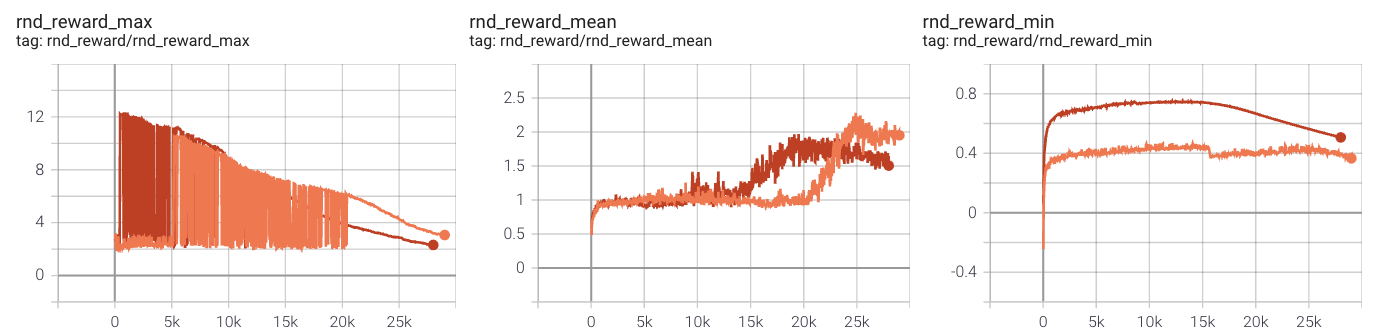 rnd_reward_max
tag: rnd_reward/rnd_reward_max
12
8
4
0
0 5k 10k 15k 20k 25k
rnd_reward_mean
tag: rnd_reward/rnd_reward_mean
2.5
2
1.5
1
0.5
0
0 5k 10k 15k 20k 25k
rnd_reward_min
tag: rnd_reward/rnd_reward_min
0.8
0.4
0
-0.4
0 5k 10k 15k 20k 25k